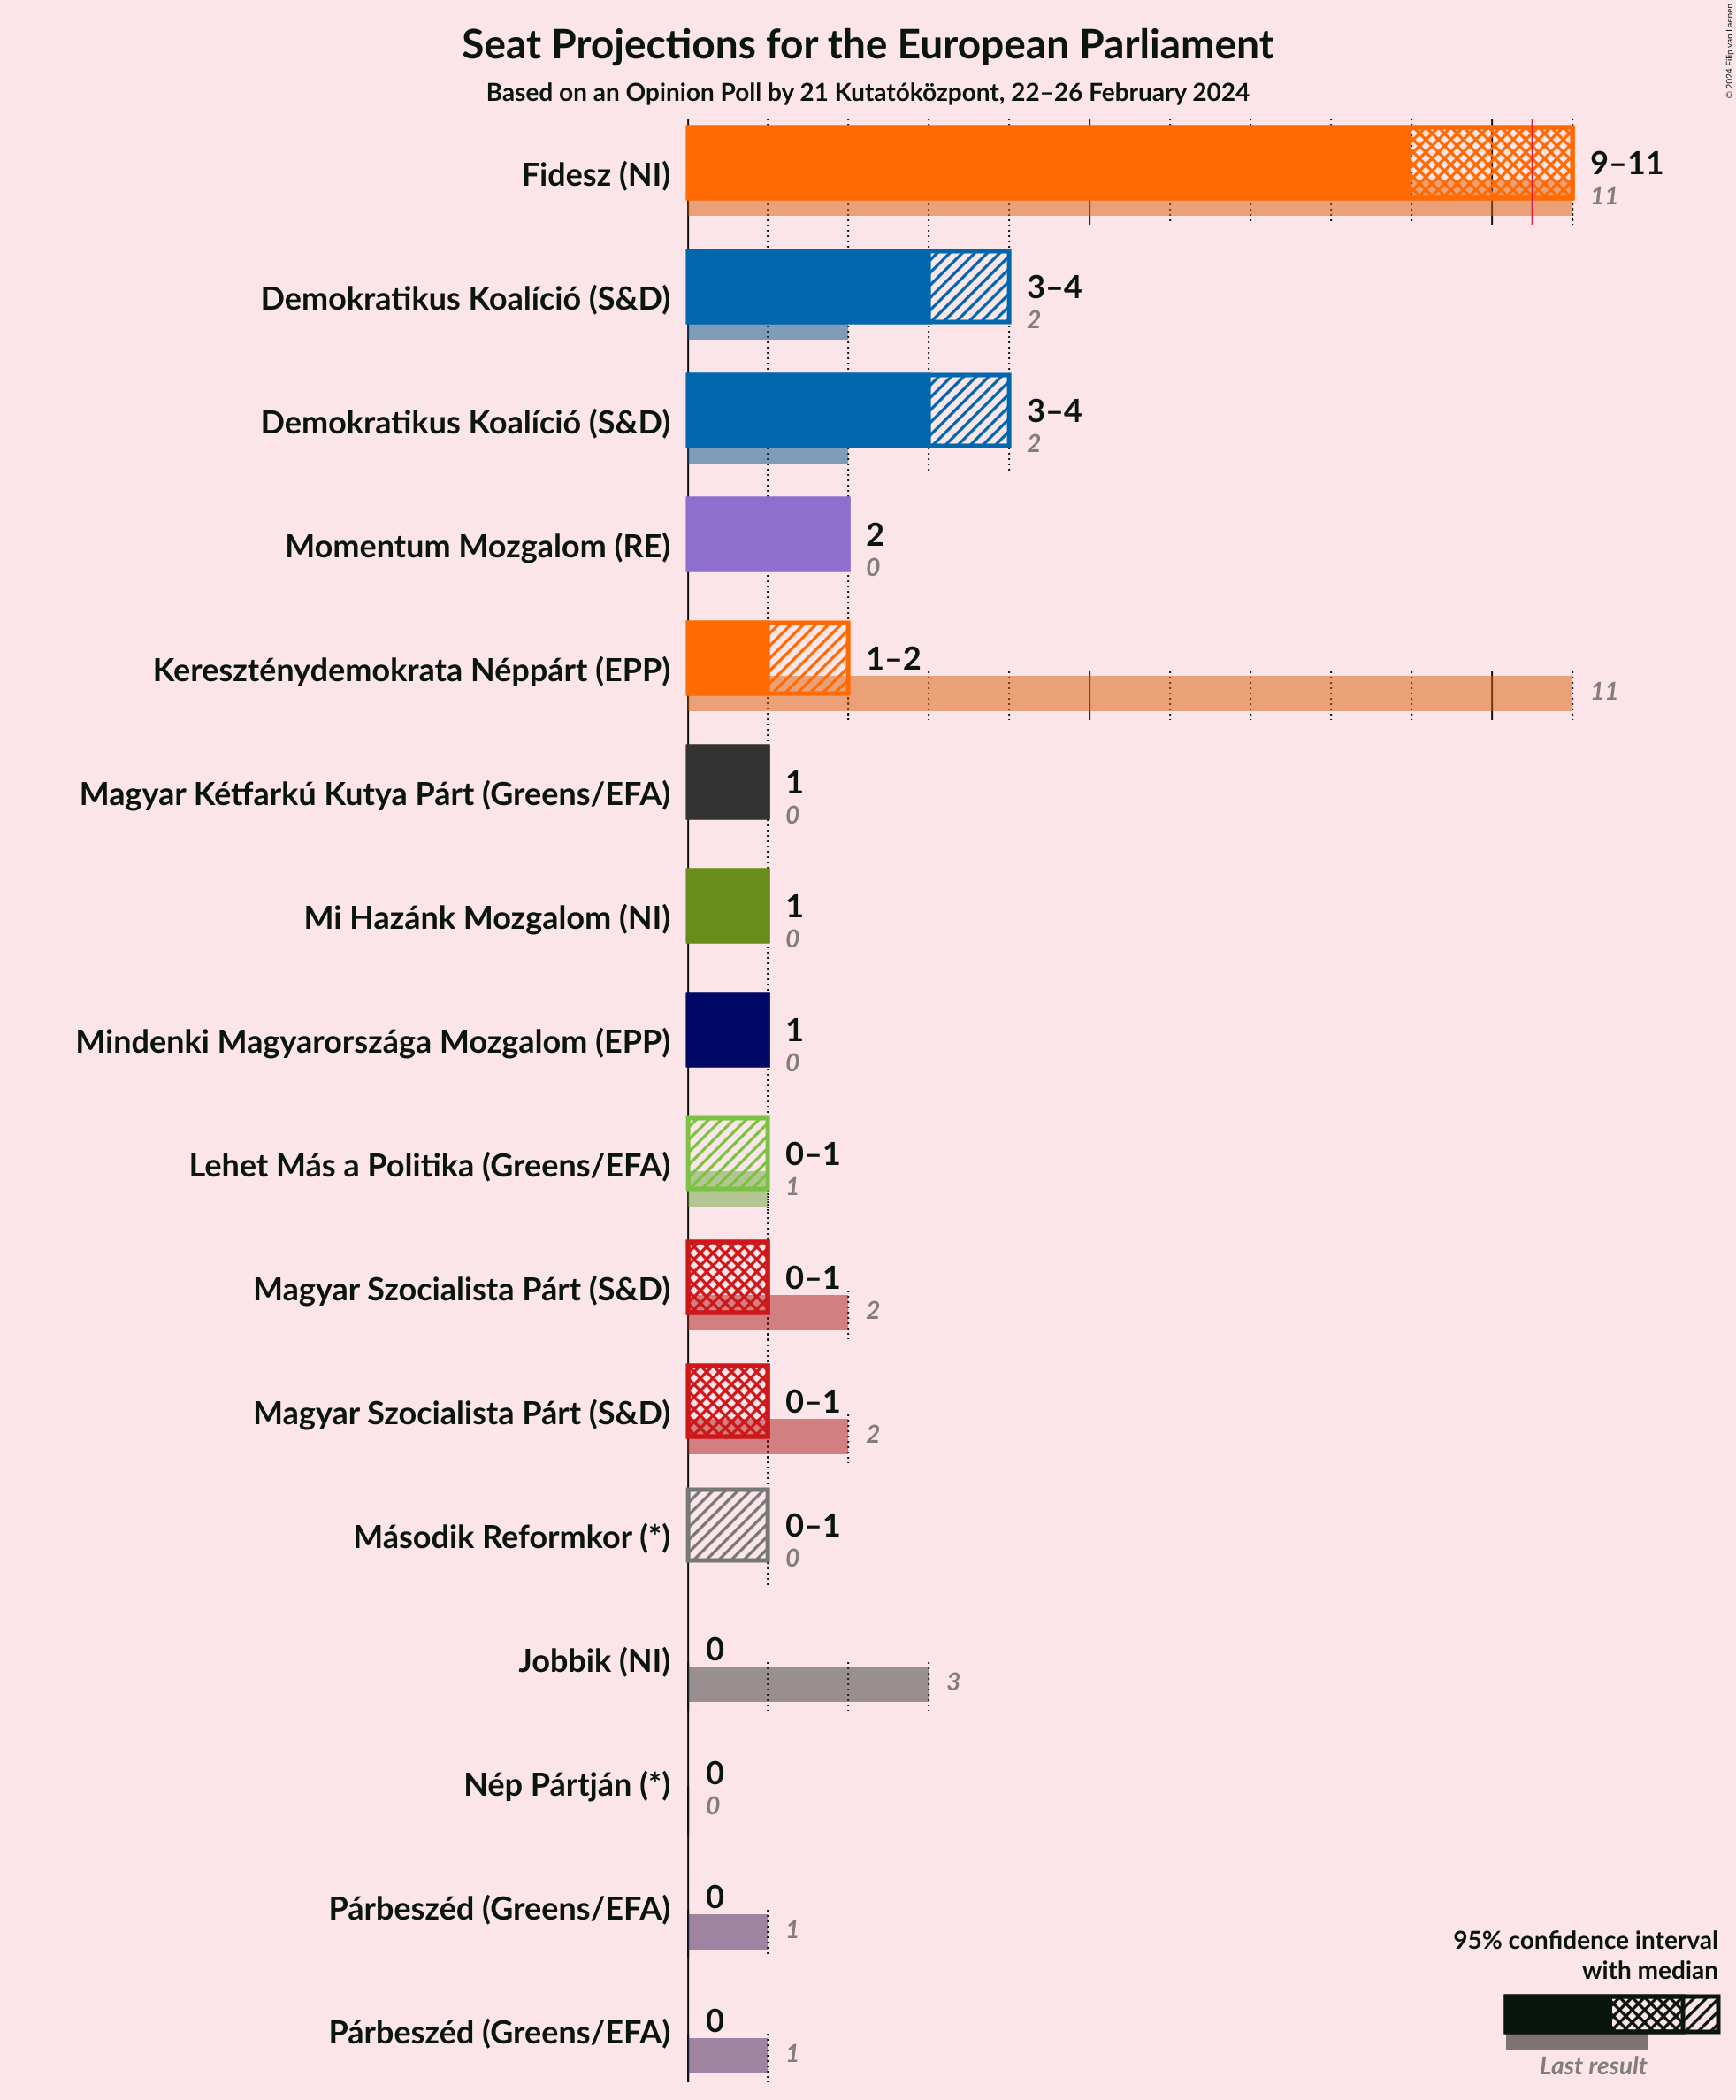 Seat Projections for the European Parliament
Based on an Opinion Poll by 21 Kutatóközpont, 22–26 February 2024
© 2024 Filip van Laenen
Fidesz (NI)
9–11
11
Demokratikus Koalíció (S&D)
3–4
2
Demokratikus Koalíció (S&D)
3–4
2
Momentum Mozgalom (RE)
2
0
Kereszténydemokrata Néppárt (EPP)
1–2
11
Magyar Kétfarkú Kutya Párt (Greens/EFA)
1
0
Mi Hazánk Mozgalom (NI)
1
0
Mindenki Magyarországa Mozgalom (EPP)
1
0
Lehet Más a Politika (Greens/EFA)
0–1
1
Magyar Szocialista Párt (S&D)
0–1
2
Magyar Szocialista Párt (S&D)
0–1
2
Második Reformkor (*)
0–1
0
Jobbik (NI)
0
3
Nép Pártján (*)
0
0
Párbeszéd (Greens/EFA)
0
1
Párbeszéd (Greens/EFA)
0
1
95% confidence interval
with median
Last result